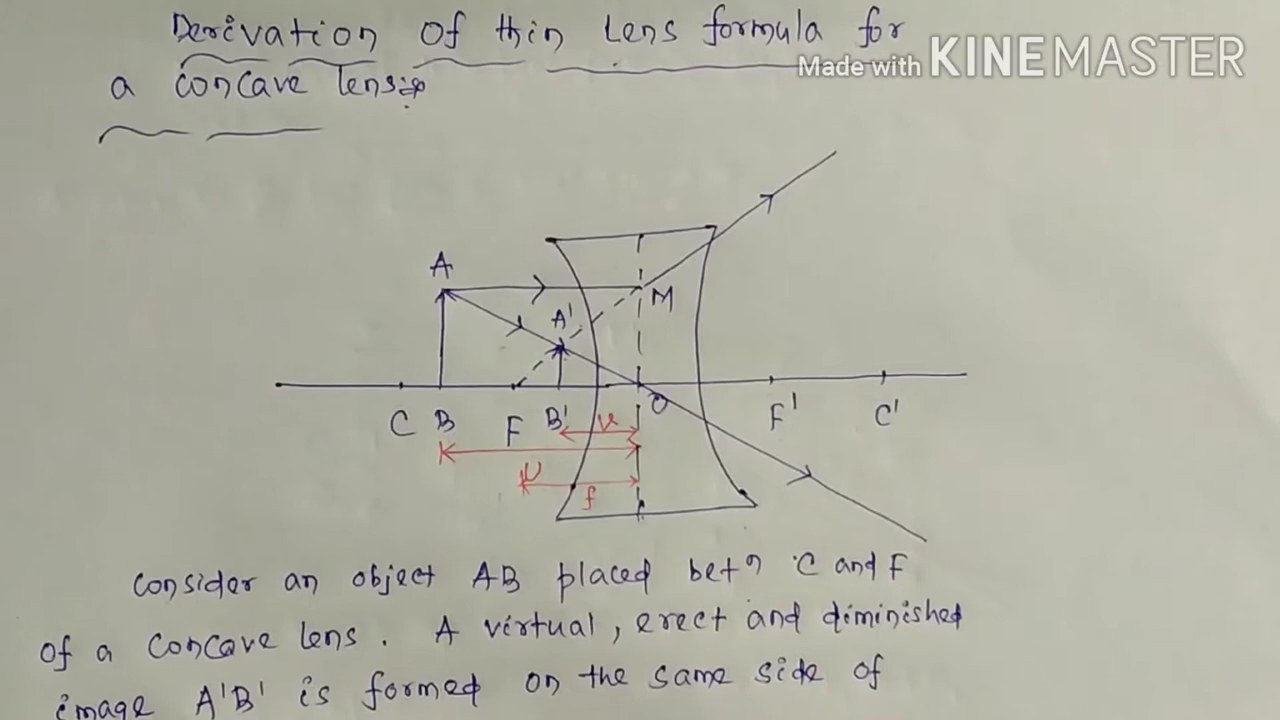 Derivation of thin lens formula for
Made with KINEMASTER
a concave lens:
A
A'
M
C B F B' O F' C'
v
U
f
Consider an object AB placed betn C and F
of a concave lens. A virtual, erect and diminished
image A'B' is formed on the same side of